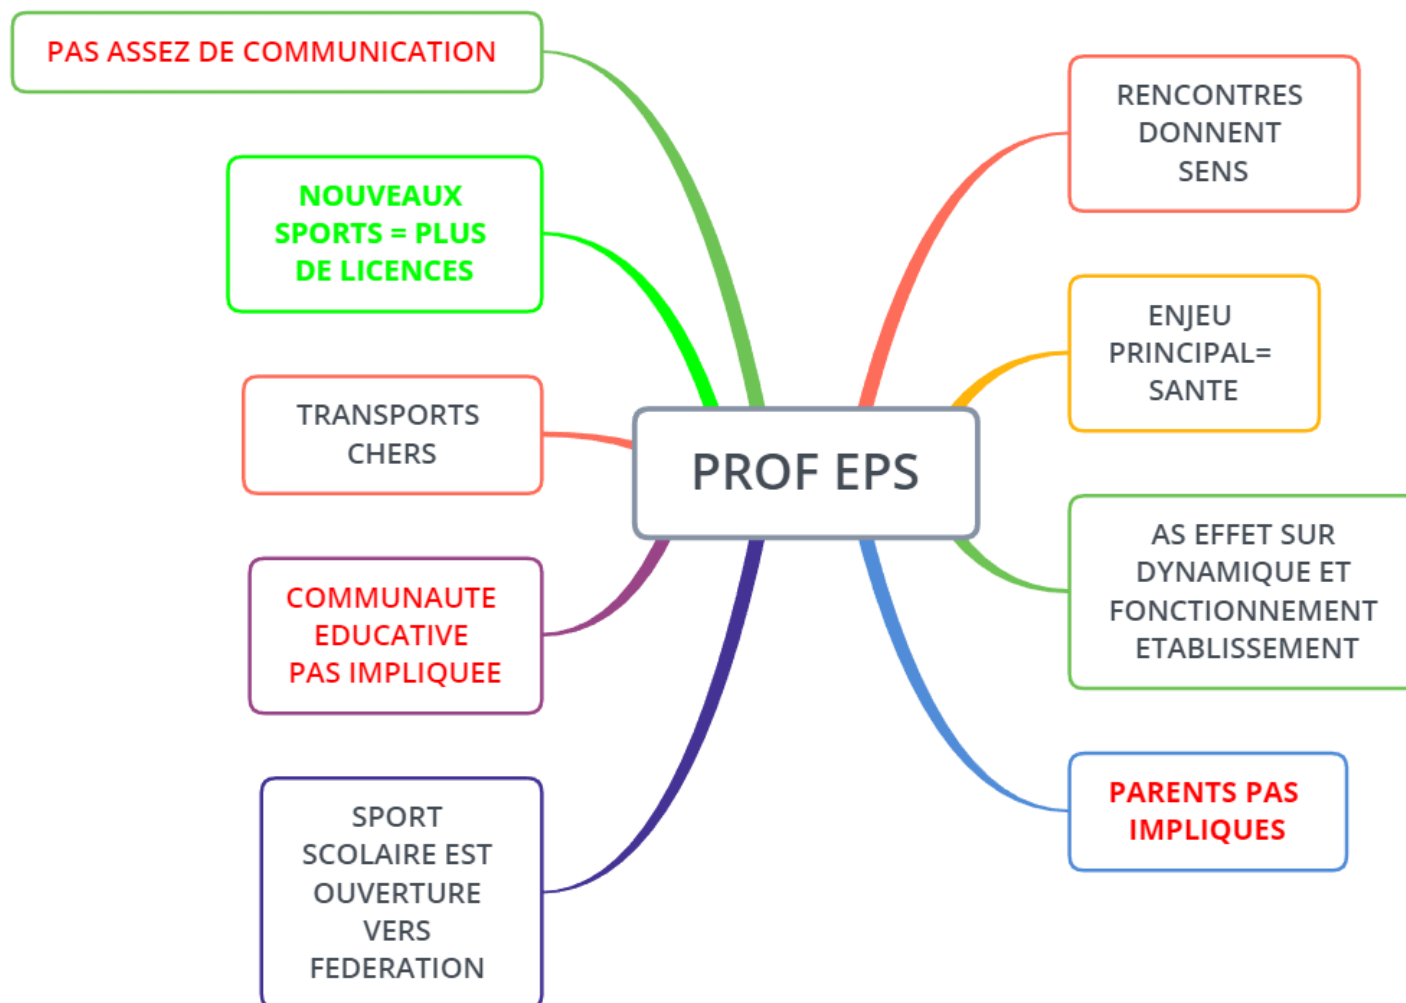 PAS ASSEZ DE COMMUNICATION
NOUVEAUX
SPORTS = PLUS
DE LICENCES
TRANSPORTS
CHERS
COMMUNAUTE
EDUCATIVE
PAS IMPLIQUEE
SPORT
SCOLAIRE EST
OUVERTURE
VERS
FEDERATION
PROF EPS
RENCONTRES
DONNENT
SENS
ENJEU
PRINCIPAL=
SANTE
AS EFFET SUR
DYNAMIQUE ET
FONCTIONNEMENT
ETABLISSEMENT
PARENTS PAS
IMPLIQUES